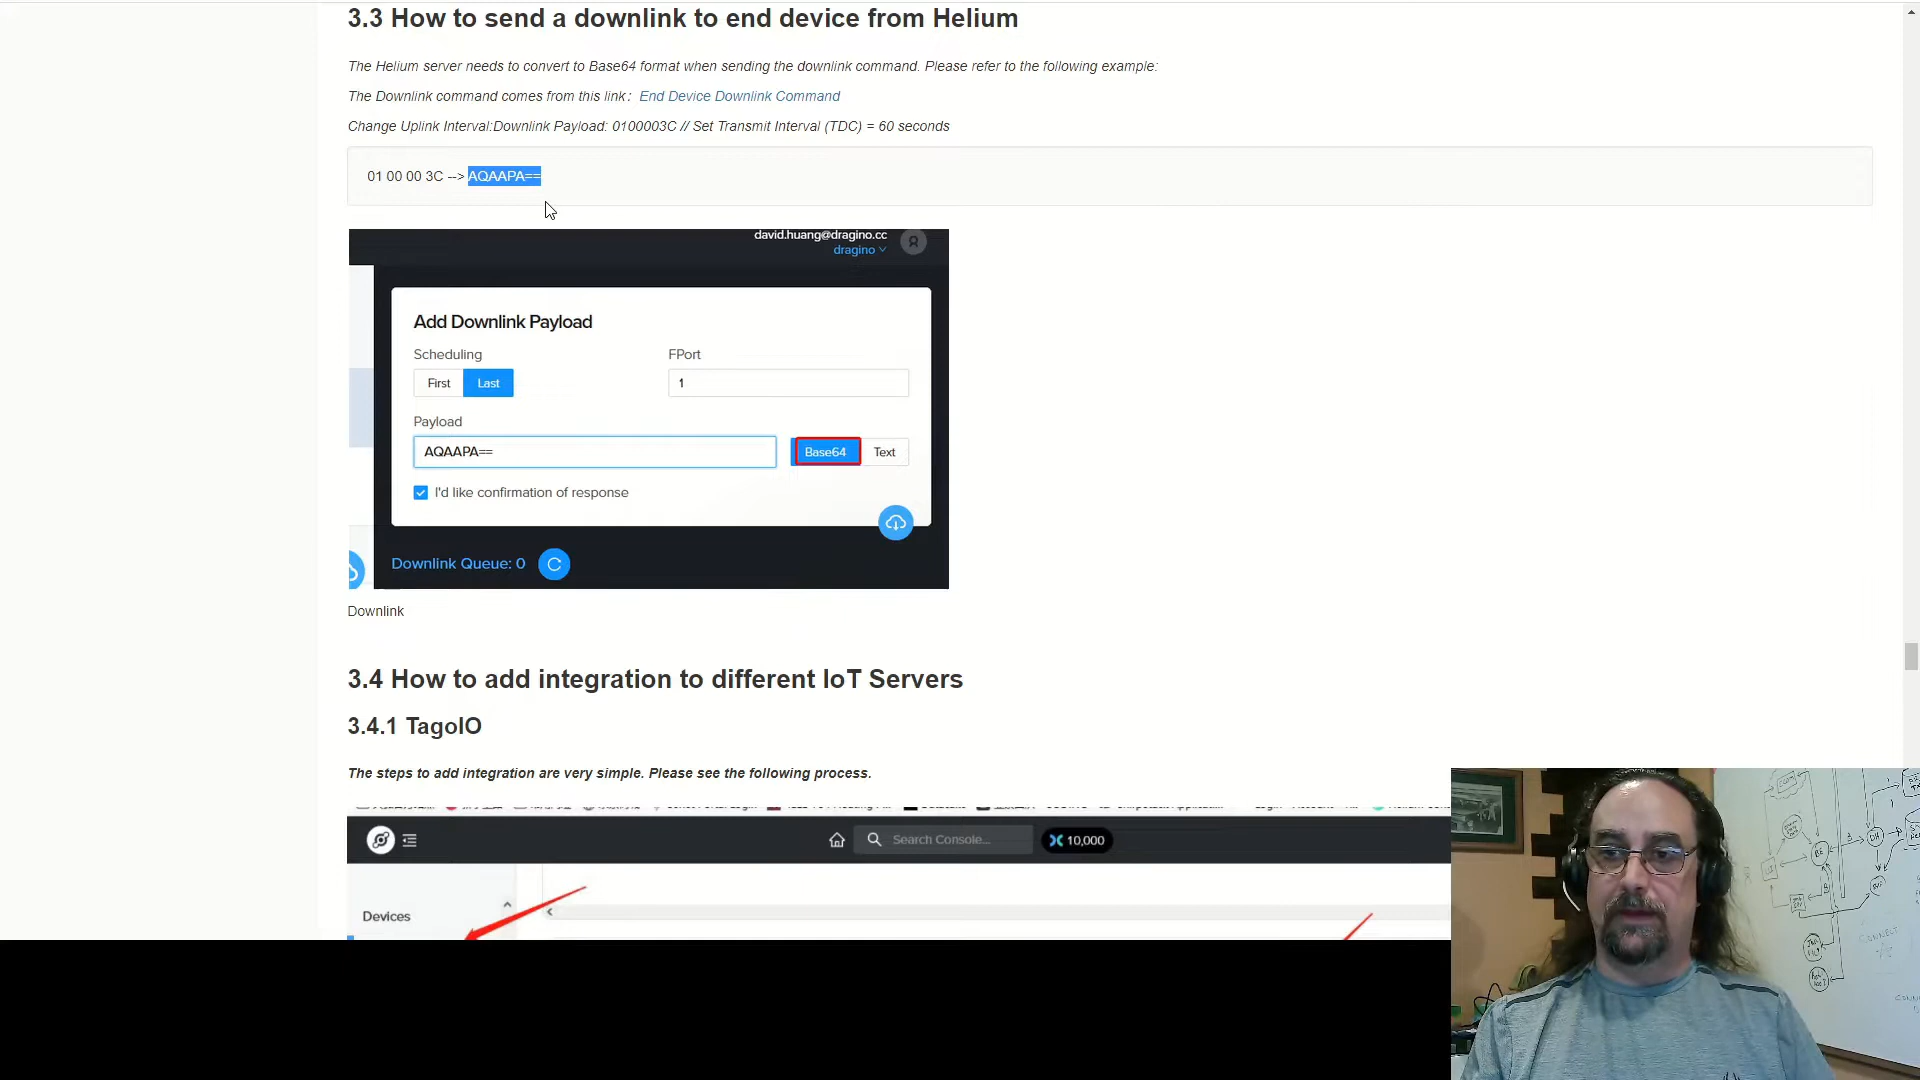 3.3 How to send a downlink to end device from Helium
The Helium server needs to convert to Base64 format when sending the downlink command. Please refer to the following example:
The Downlink command comes from this link： End Device Downlink Command
Change Uplink Interval:Downlink Payload: 0100003C // Set Transmit Interval (TDC) = 60 seconds
01 00 00 3C --> AQAAPA==
david.huang@dragino.cc
dragino
Add Downlink Payload
Scheduling FPort
First Last 1
Payload
AQAAPA== Base64 Text
I'd like confirmation of response
Downlink Queue: 0
Downlink
3.4 How to add integration to different IoT Servers
3.4.1 TagoIO
The steps to add integration are very simple. Please see the following process.
Search Console... 10,000
Devices